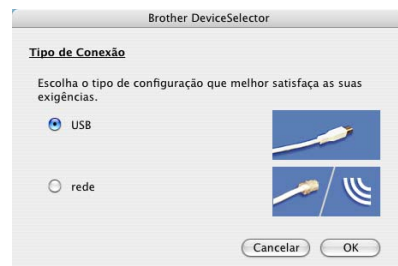 Brother DeviceSelector
Tipo de Conexão
Escolha o tipo de configuração que melhor satisfaça as suas
exigências.
USB
rede
Cancelar
OK